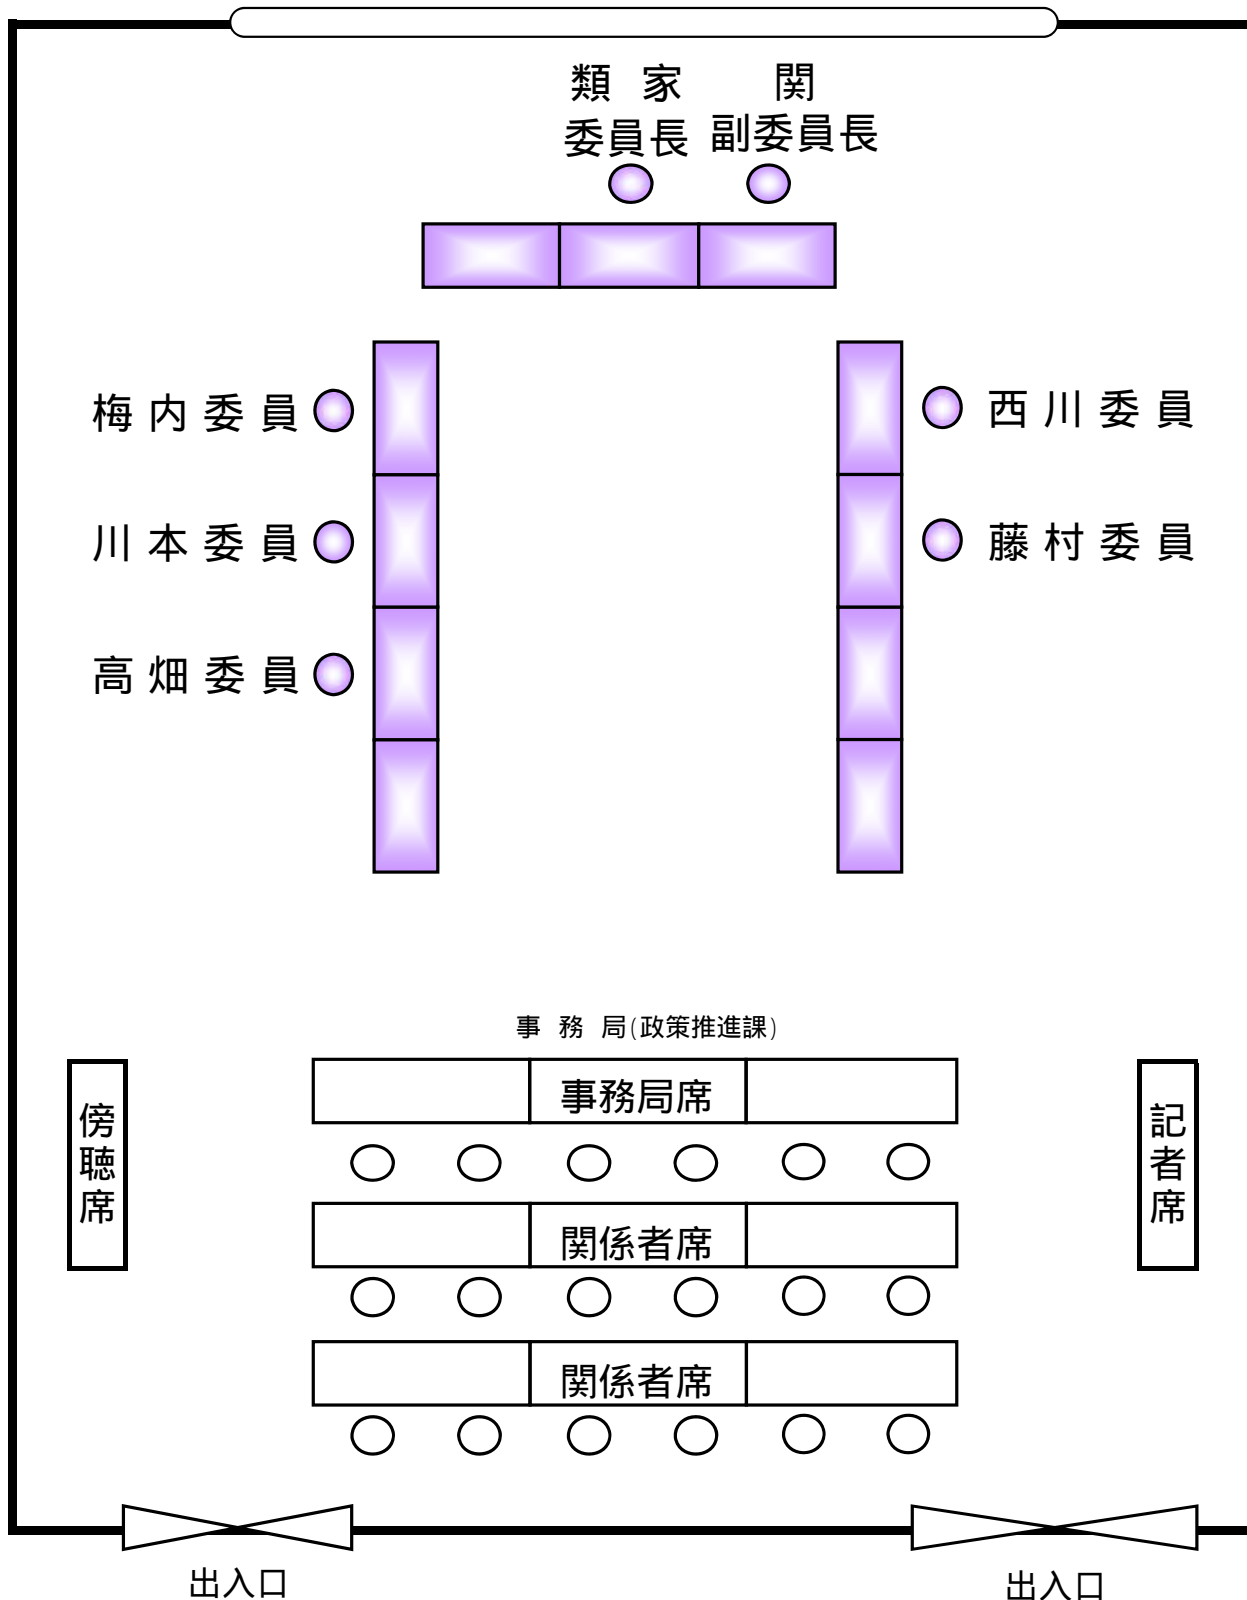 類 家　関
委員長 副委員長
梅 内 委 員　西 川 委 員
川 本 委 員　藤 村 委 員
高 畑 委 員
事 務 局(政策推進課)
事務局席
傍聴席
記者席
関係者席
関係者席
出入口　出入口